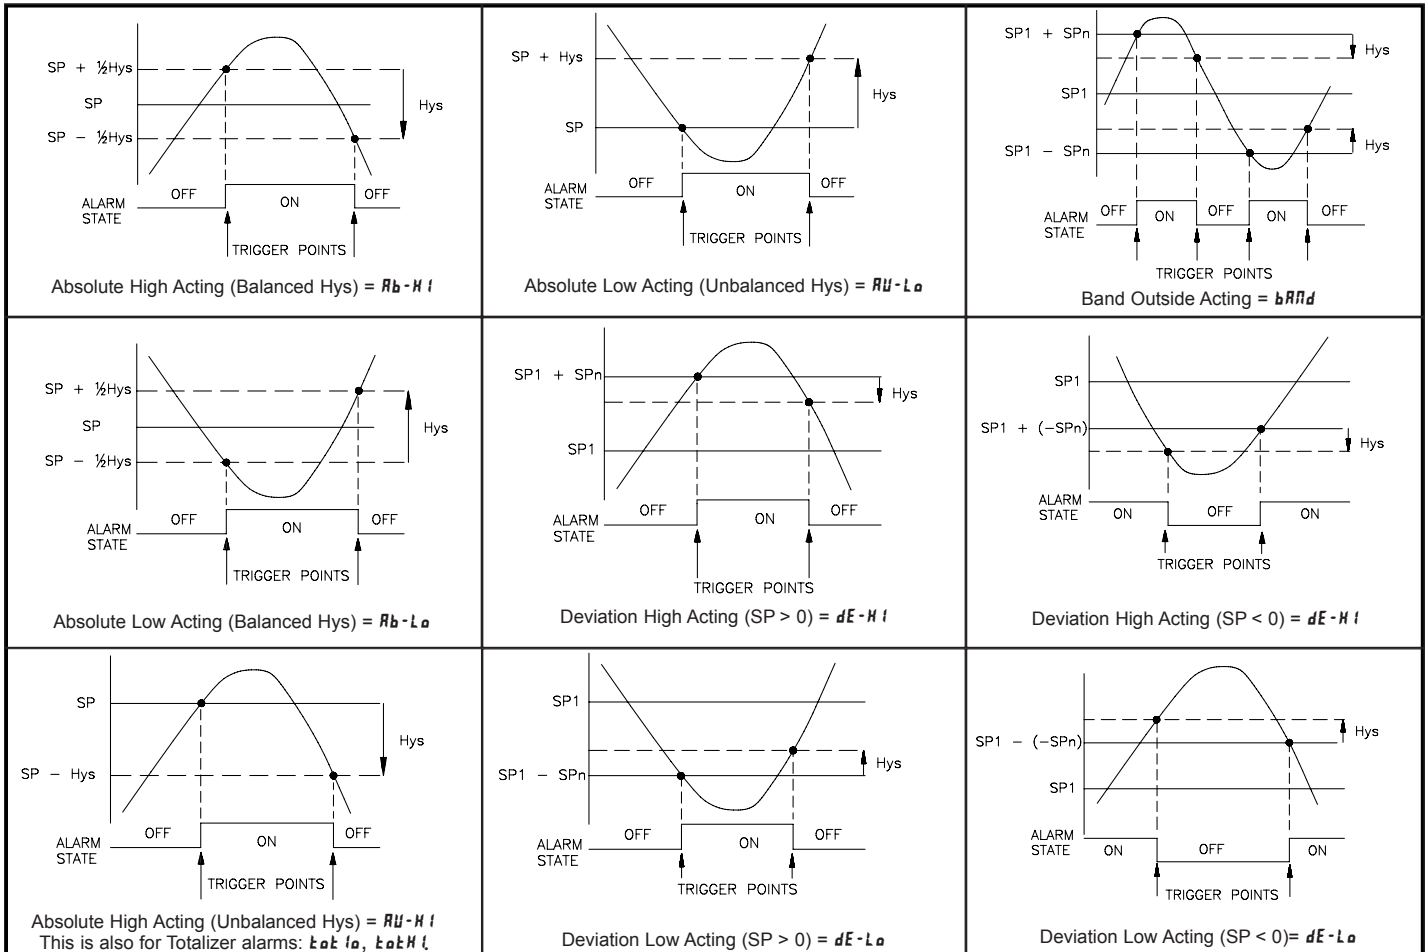 SP + ½Hys
SP
SP − ½Hys
Hys
OFF
ON
OFF
ALARM
STATE
TRIGGER POINTS
Absolute High Acting (Balanced Hys) = Ab-HI
SP + Hys
SP
Hys
OFF
ON
OFF
ALARM
STATE
TRIGGER POINTS
Absolute Low Acting (Unbalanced Hys) = AU-Lo
SP1 + SPn
Hys
SP1
Hys
SP1 − SPn
OFF
ON
OFF
ON
OFF
ALARM
STATE
TRIGGER POINTS
Band Outside Acting = bANd
SP + ½Hys
SP
SP − ½Hys
Hys
OFF
ON
OFF
ALARM
STATE
TRIGGER POINTS
Absolute Low Acting (Balanced Hys) = Ab-Lo
SP1 + SPn
Hys
SP1
OFF
ON
OFF
ALARM
STATE
TRIGGER POINTS
Deviation High Acting (SP > 0) = dE-HI
SP1
SP1 + (−SPn)
Hys
ALARM
STATE
ON
OFF
ON
TRIGGER POINTS
Deviation High Acting (SP < 0) = dE-HI
SP
Hys
SP − Hys
OFF
ON
OFF
ALARM
STATE
TRIGGER POINTS
Absolute High Acting (Unbalanced Hys) = AU-HI
This is also for Totalizer alarms: totlo, totHI,
SP1
SP1 − SPn
Hys
OFF
ON
OFF
ALARM
STATE
TRIGGER POINTS
Deviation Low Acting (SP > 0) = dE-Lo
Hys
SP1 − (−SPn)
SP1
ALARM
STATE
ON
OFF
ON
TRIGGER POINTS
Deviation Low Acting (SP < 0)= dE-Lo